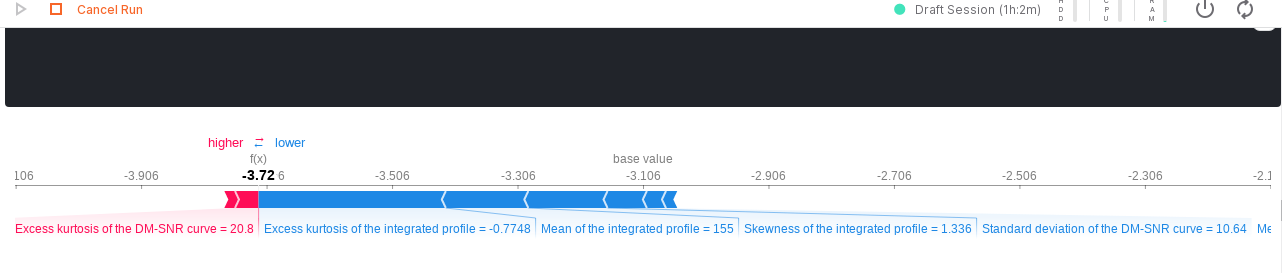 Cancel Run
Draft Session (1h:2m)
HDD
CPU
RAM
higher lower
f(x) base value
106 -3.906 -3.72 6 -3.506 -3.306 -3.106 -2.906 -2.706 -2.506 -2.306 -2.1
Excess kurtosis of the DM-SNR curve = 20.8 Excess kurtosis of the integrated profile = -0.7748 Mean of the integrated profile = 155 Skewness of the integrated profile = 1.336 Standard deviation of the DM-SNR curve = 10.64 Me